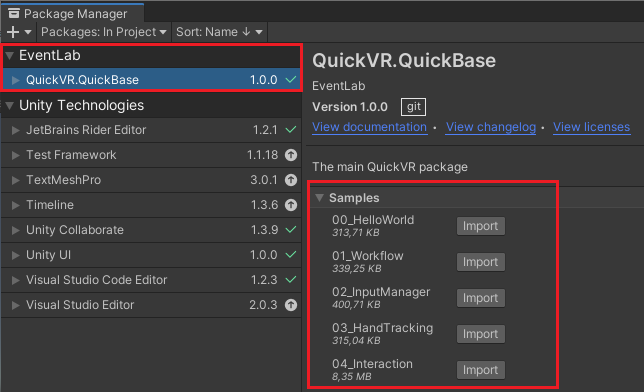 Package Manager
+ Packages: In Project Sort: Name ↓
EventLab
QuickVR.QuickBase 1.0.0
Unity Technologies
JetBrains Rider Editor 1.2.1
Test Framework 1.1.18
TextMeshPro 3.0.1
Timeline 1.3.6
Unity Collaborate 1.3.9
Unity UI 1.0.0
Visual Studio Code Editor 1.2.3
Visual Studio Editor 2.0.3
QuickVR.QuickBase
EventLab
Version 1.0.0 git
View documentation • View changelog • View licenses
The main QuickVR package
Samples
00_HelloWorld Import
313,71 KB
01_Workflow Import
339,25 KB
02_InputManager Import
400,71 KB
03_HandTracking Import
315,04 KB
04_Interaction Import
8,35 MB